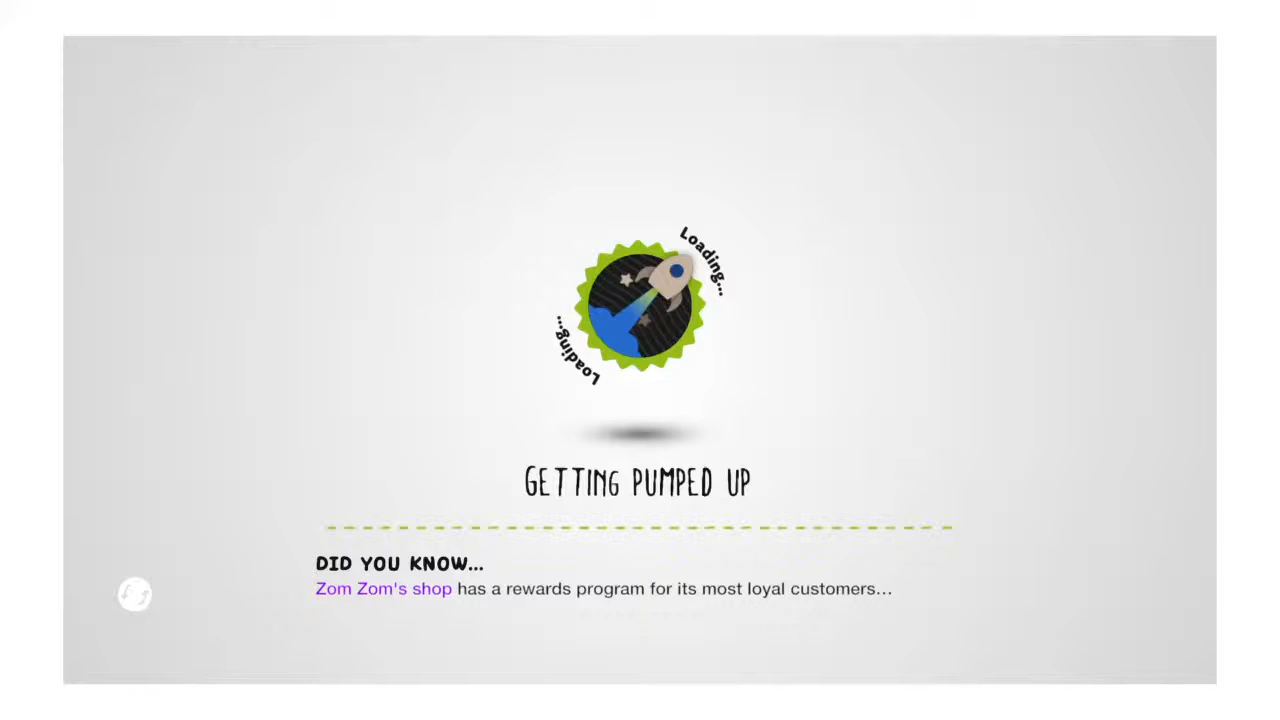 Loading...
Loading...
GETTING PUMPED UP
DID YOU KNOW...
Zom Zom's shop has a rewards program for its most loyal customers...